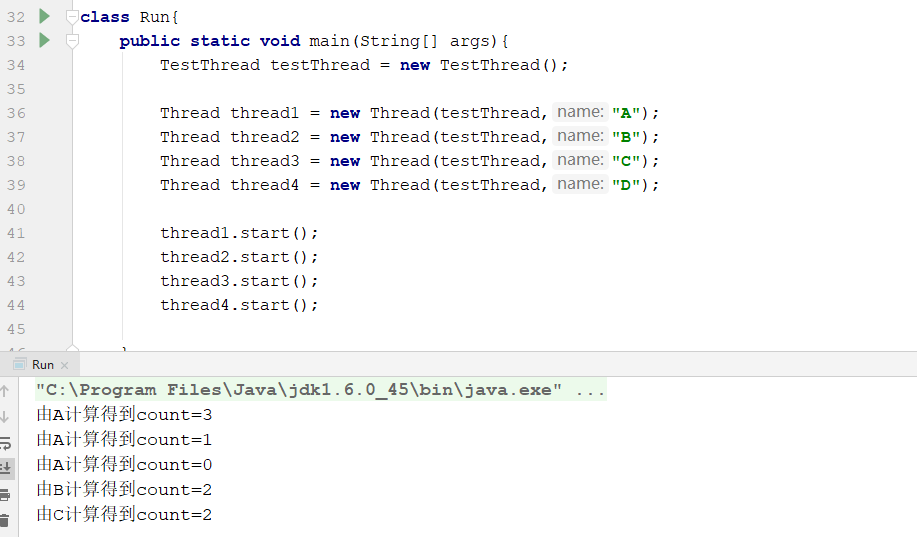 32 class Run{
33 public static void main(String[] args){
34 TestThread testThread = new TestThread();
35
36 Thread thread1 = new Thread(testThread, name: "A");
37 Thread thread2 = new Thread(testThread, name: "B");
38 Thread thread3 = new Thread(testThread, name: "C");
39 Thread thread4 = new Thread(testThread, name: "D");
40
41 thread1.start();
42 thread2.start();
43 thread3.start();
44 thread4.start();
45
Run
"C:\Program Files\Java\jdk1.6.0_45\bin\java.exe" ...
由A计算得到count=3
由A计算得到count=1
由A计算得到count=0
由B计算得到count=2
由C计算得到count=2